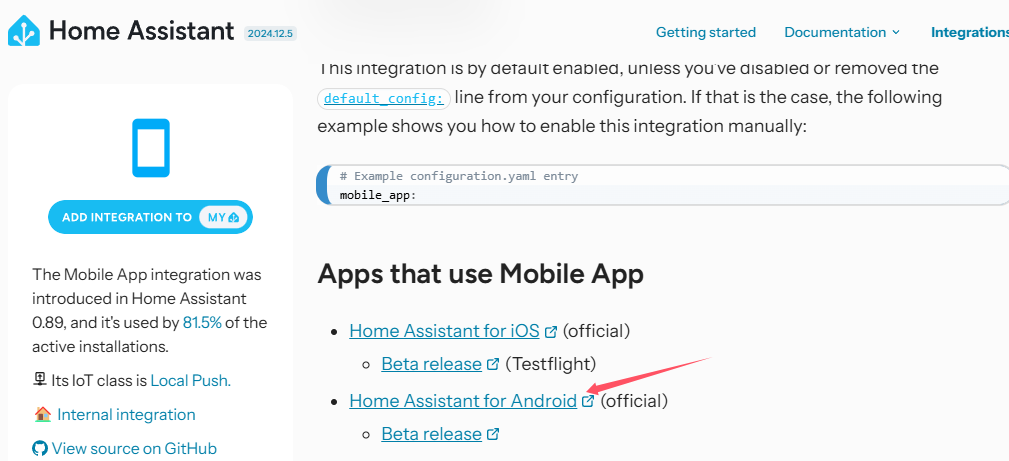 Home Assistant 2024.12.5
Getting started Documentation Integrations
This integration is by default enabled, unless you've disabled or removed the
default_config: line from your configuration. If that is the case, the following
example shows you how to enable this integration manually:
# Example configuration.yaml entry
mobile_app:
ADD INTEGRATION TO MY
The Mobile App integration was
introduced in Home Assistant
0.89, and it's used by 81.5% of the
active installations.
Its IoT class is Local Push.
Internal integration
View source on GitHub
Apps that use Mobile App
Home Assistant for iOS (official)
Beta release (Testflight)
Home Assistant for Android (official)
Beta release